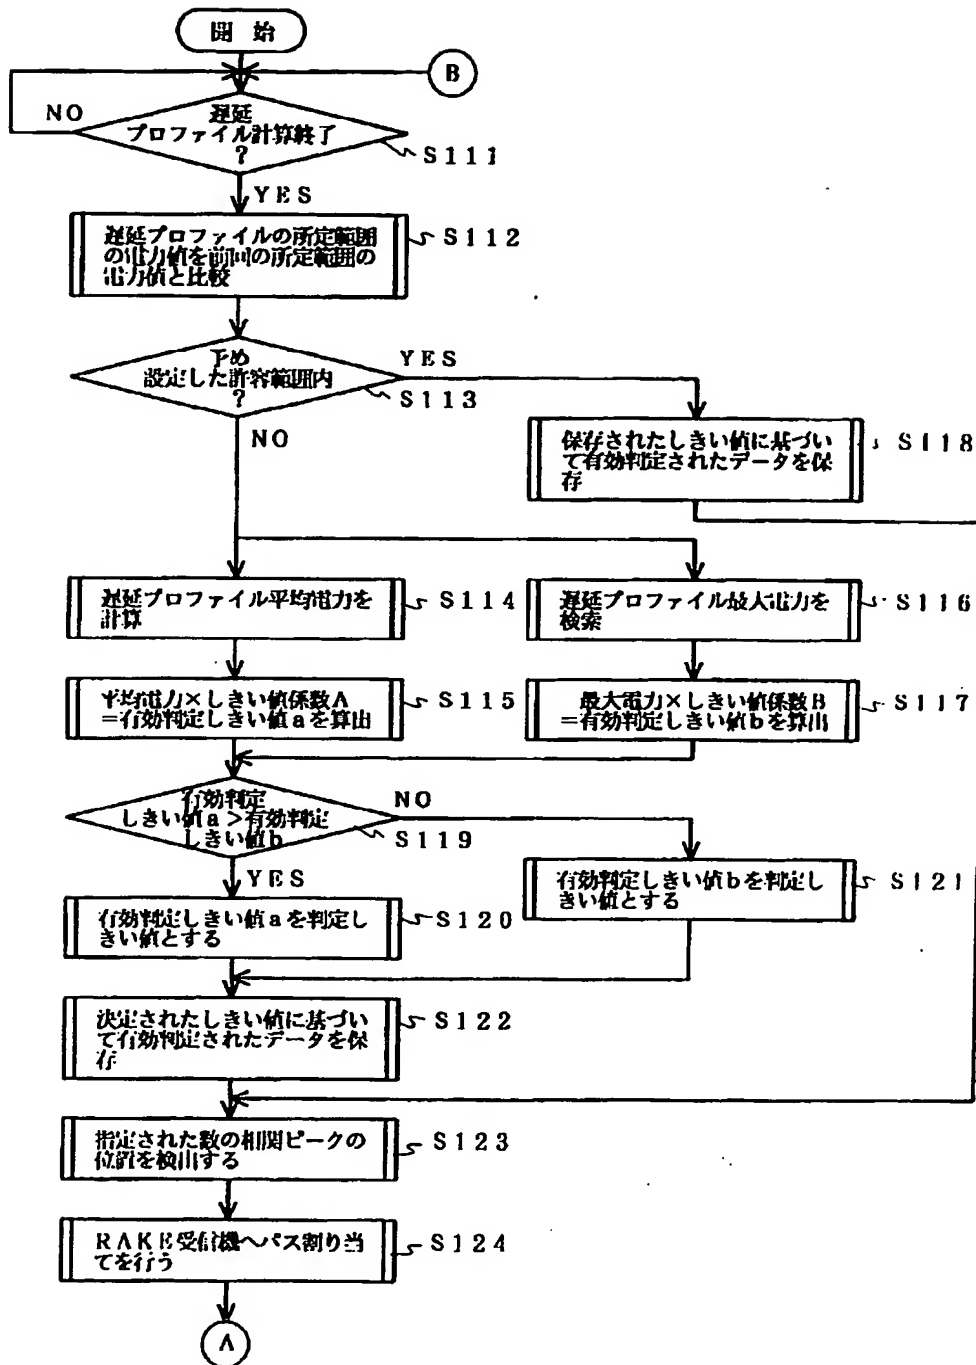 開 始
B
NO
遅延
プロファイル計算終了
?
S111
YES
遅延プロファイルの所定範囲
の電力値を前回の所定範囲の
電力値と比較
S112
予め
設定した許容範囲内
?
YES
S113
NO
保存されたしきい値に基づい
て有効判定されたデータを保
存
S118
遅延プロファイル平均電力を
計算
S114
遅延プロファイル最大電力を
検索
S116
平均電力×しきい値係数A
=有効判定しきい値aを算出
S115
最大電力×しきい値係数B
=有効判定しきい値bを算出
S117
有効判定
しきい値a>有効判定
しきい値b
NO
S119
YES
有効判定しきい値aを判定し
きい値とする
S120
有効判定しきい値bを判定し
きい値とする
S121
決定されたしきい値に基づい
て有効判定されたデータを保
存
S122
指定された数の相関ピークの
位置を検出する
S123
RAKE受信機へパス割り当
てを行う
S124
A